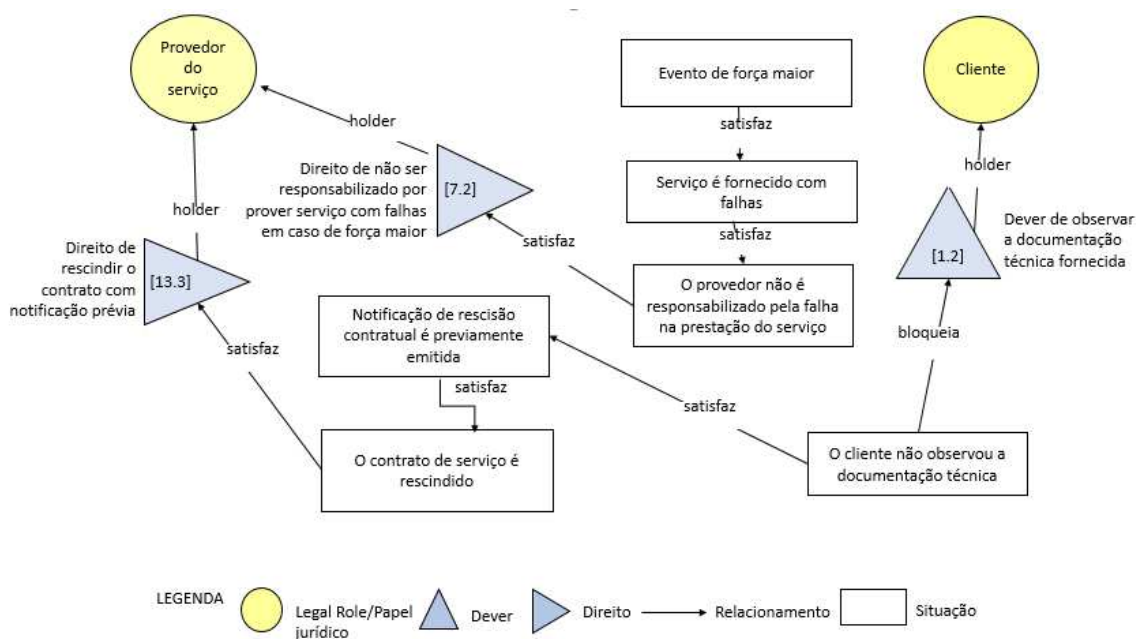 Provedor
do
serviço
Evento de força maior
Cliente
satisfaz
holder
holder
Direito de não ser
responsabilizado por
prover serviço com falhas
em caso de força maior
[7.2]
Serviço é fornecido com
falhas
satisfaz
holder
Dever de observar
a documentação
técnica fornecida
[1.2]
Direito de
rescindir o
contrato com
notificação prévia
[13.3]
satisfaz
O provedor não é
responsabilizado pela falha
na prestação do serviço
Notificação de rescisão
contratual é previamente
emitida
bloqueia
satisfaz
satisfaz
satisfaz
O contrato de serviço é
rescindido
O cliente não observou a
documentação técnica
LEGENDA
Legal Role/Papel
jurídico
Dever
Direito
Relacionamento
Situação